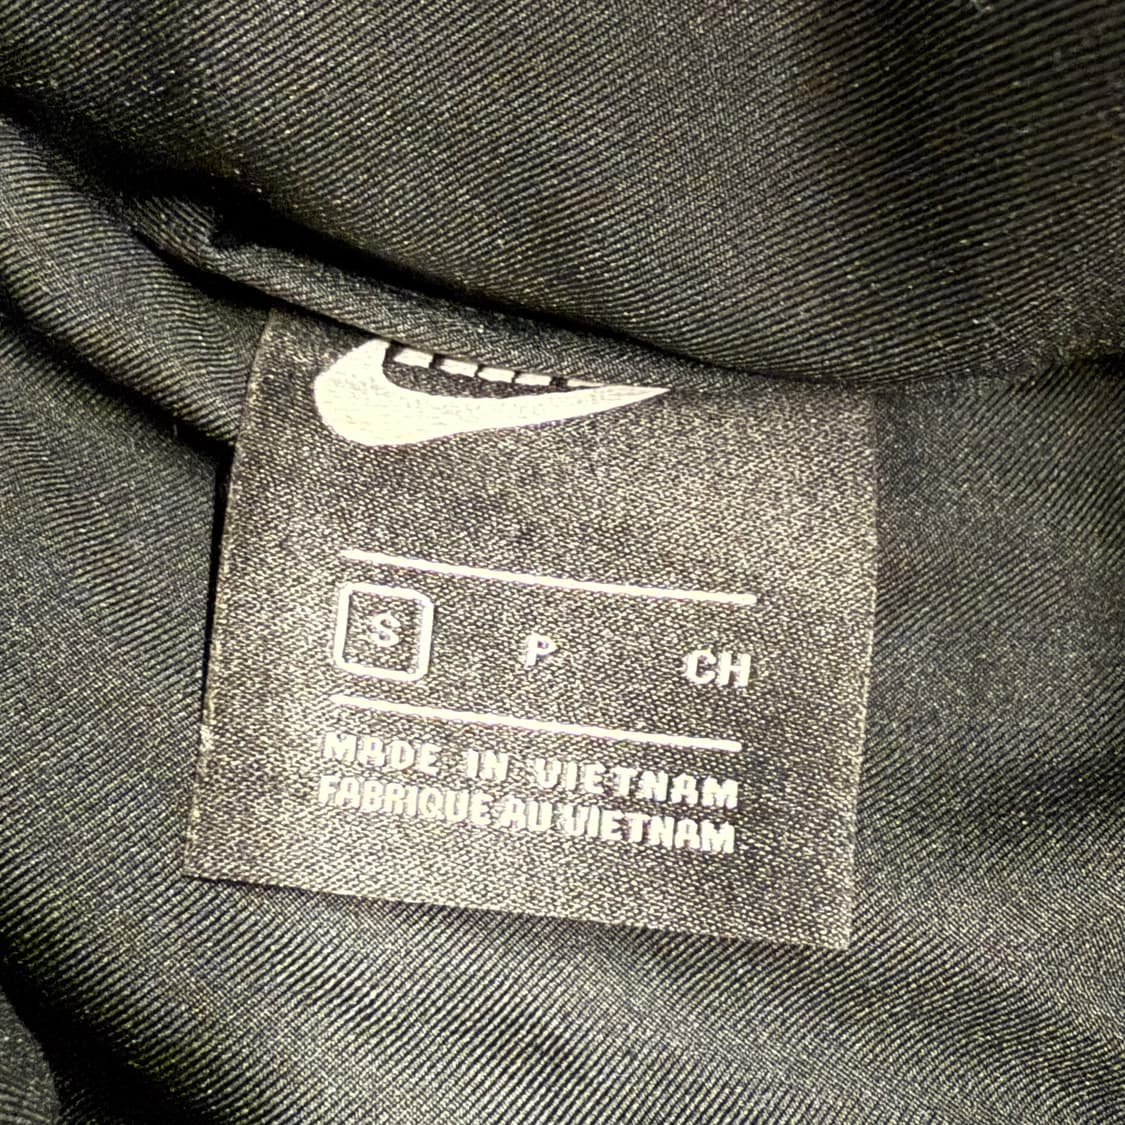 S P CH
MADE IN VIETNAM
FABRIQUE AU VIETNAM